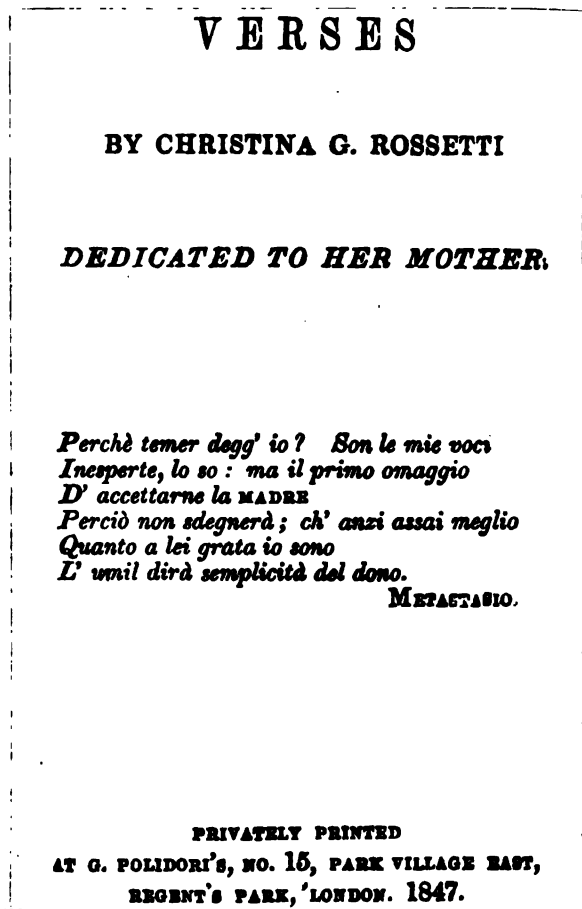 VERSES
BY CHRISTINA G. ROSSETTI
DEDICATED TO HER MOTHER.
Perchè temer degg' io ? Son le mie voci
Inesperte, lo so : ma il primo omaggio
D' accettarne la MADRE
Perciò non sdegnerà ; ch' anzi assai meglio
Quanto a lei grata io sono
L' umil dirà semplicità del dono.
METASTASIO.
PRIVATELY PRINTED
AT G. POLIDORI'S, NO. 15, PARK VILLAGE EAST,
REGENT'S PARK, LONDON. 1847.